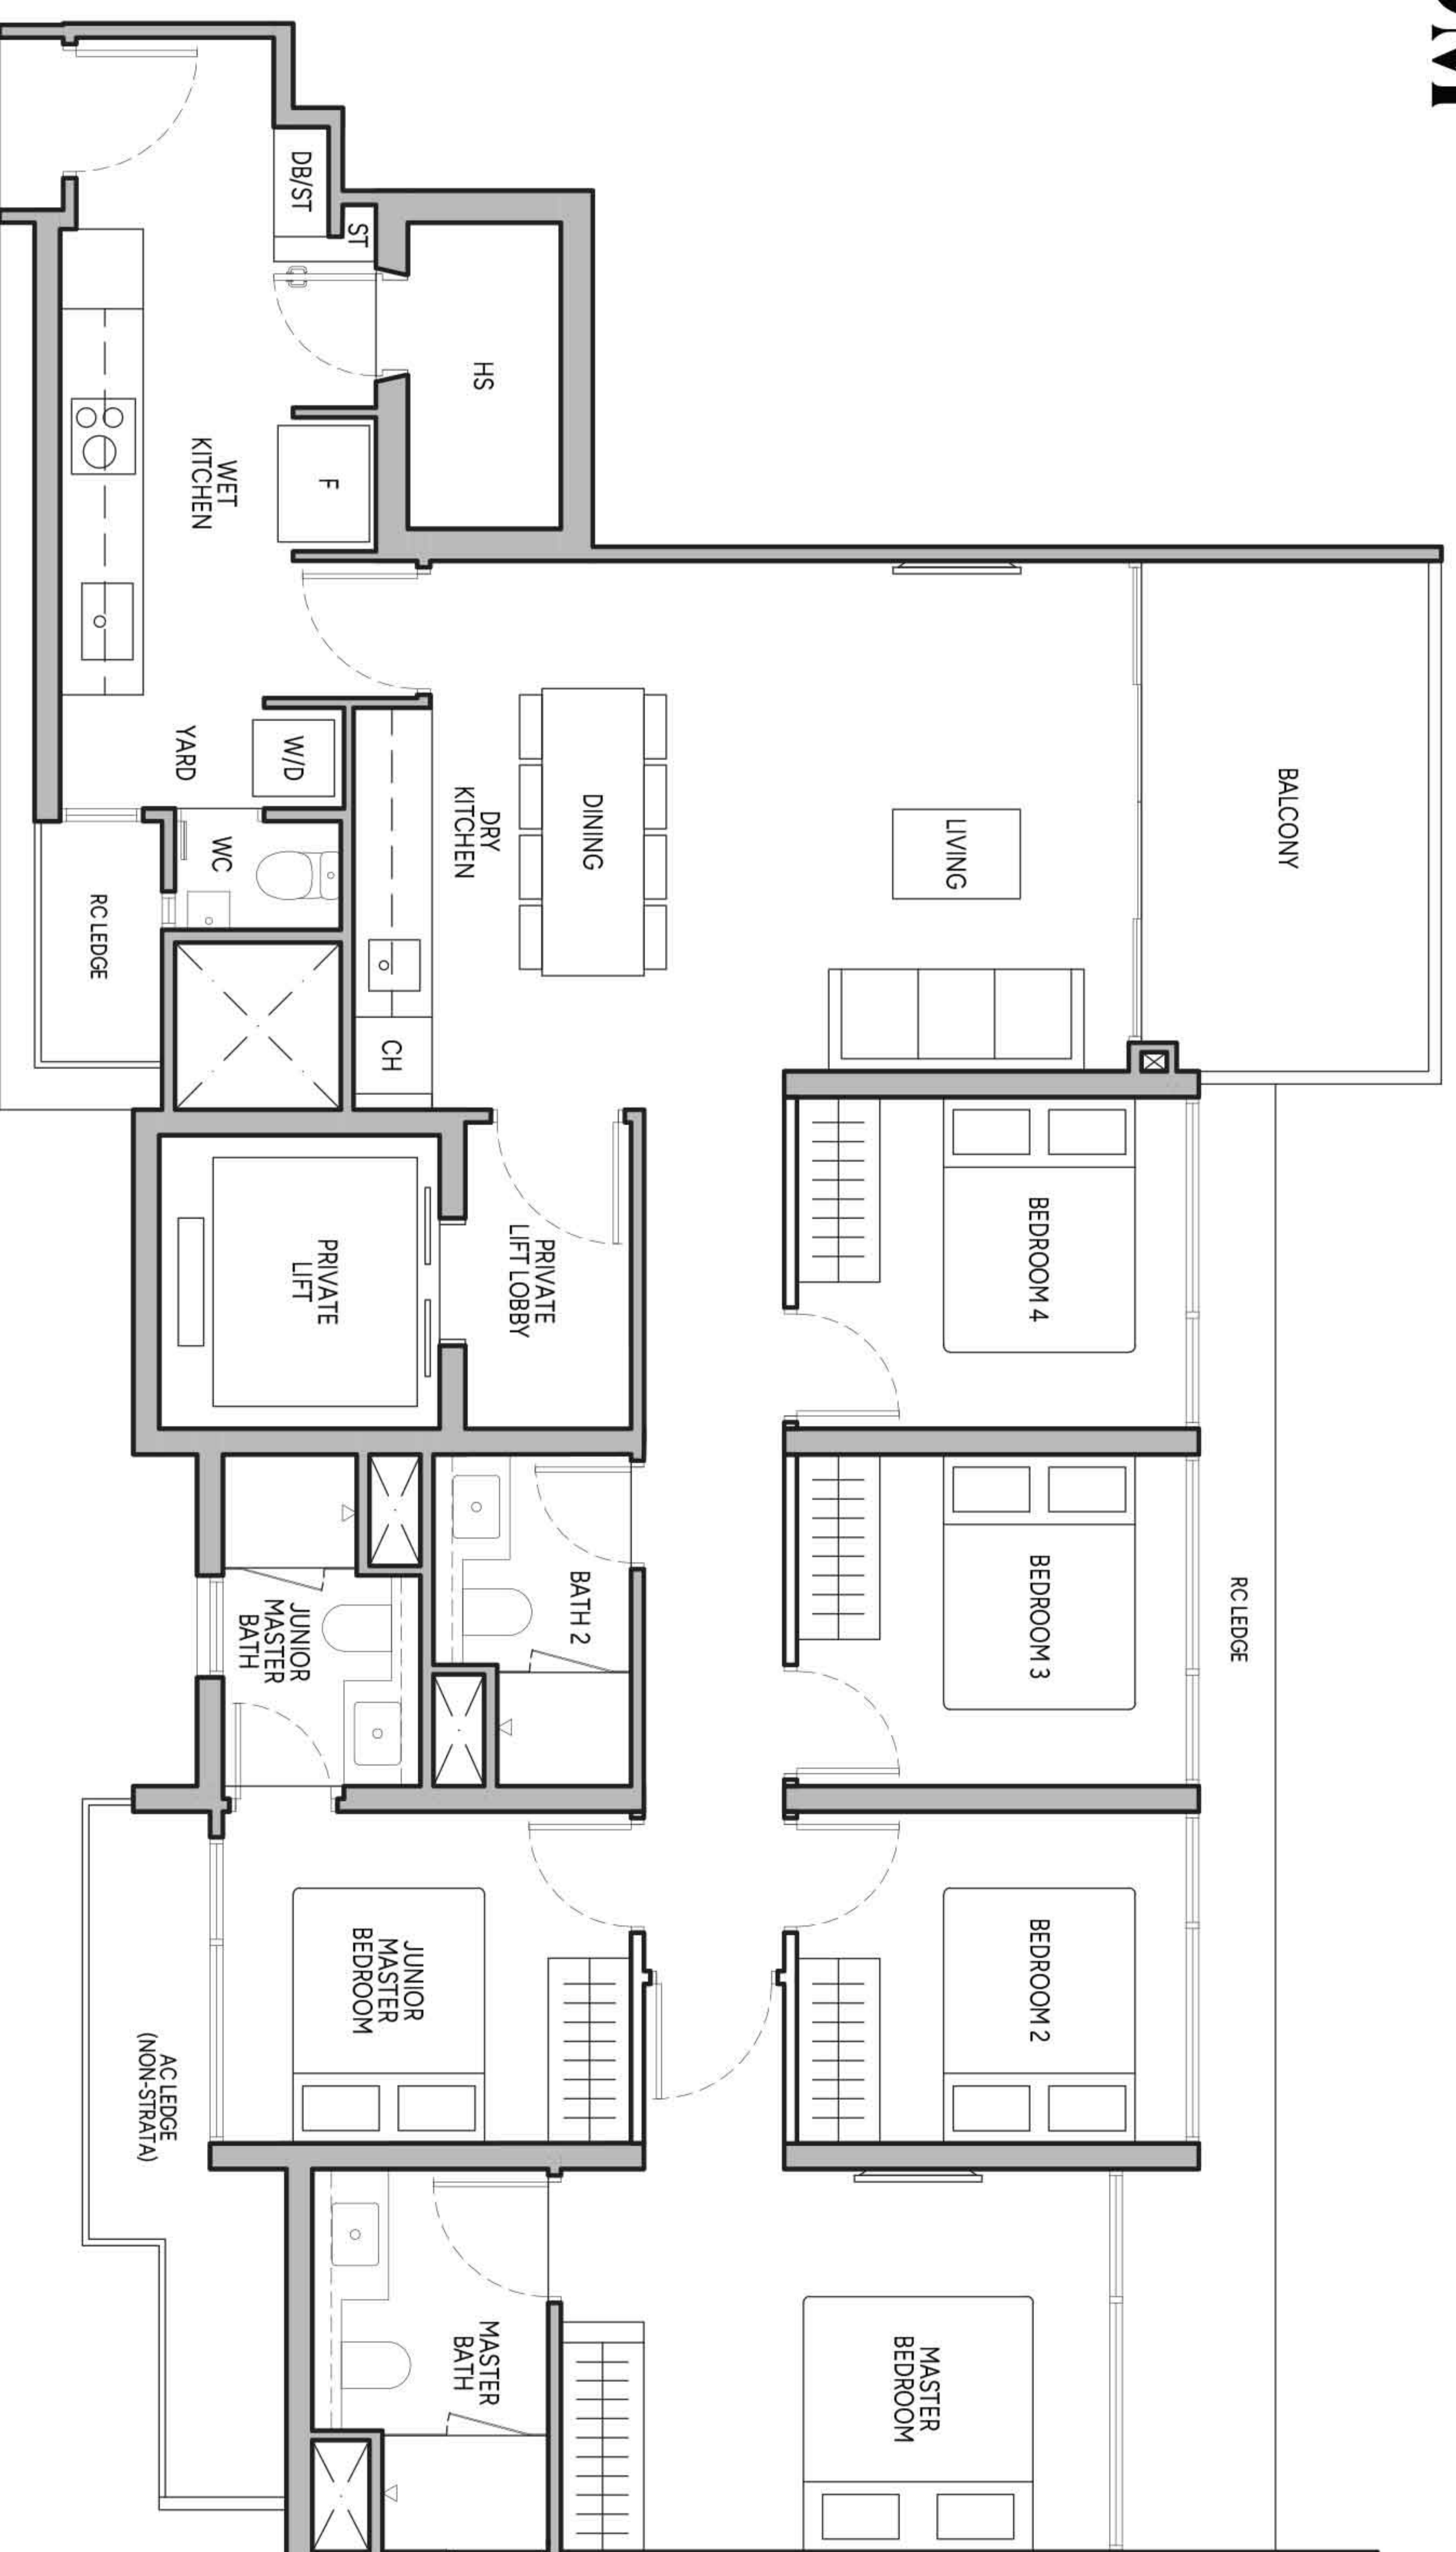 BALCONY
LIVING
DINING
DRY
KITCHEN
CH
HS
ST
DB/ST
F
WET
KITCHEN
W/D
YARD
WC
RC LEDGE
PRIVATE
LIFT LOBBY
PRIVATE
LIFT
BEDROOM 4
BEDROOM 3
RC LEDGE
BATH 2
JUNIOR
MASTER
BATH
BEDROOM 2
JUNIOR
MASTER
BEDROOM
AC LEDGE
(NON-STRATA)
MASTER
BEDROOM
MASTER
BATH